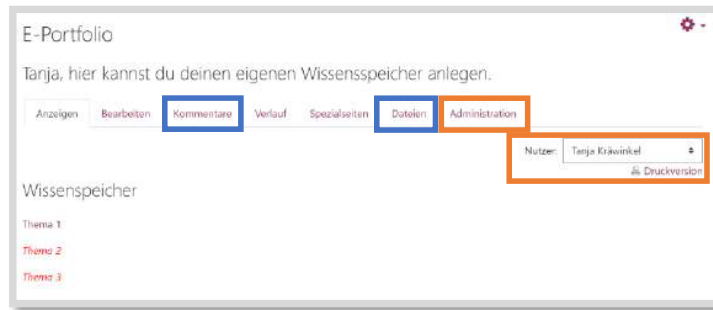 E-Portfolio
Tanja, hier kannst du deinen eigenen Wissensspeicher anlegen.
Anzeigen Bearbeiten Kommentare Verlauf Spezialseiten Dateien Administration
Nutzer: Tanja Kräwinkel
Druckversion
Wissenspeicher
Thema 1
Thema 2
Thema 3